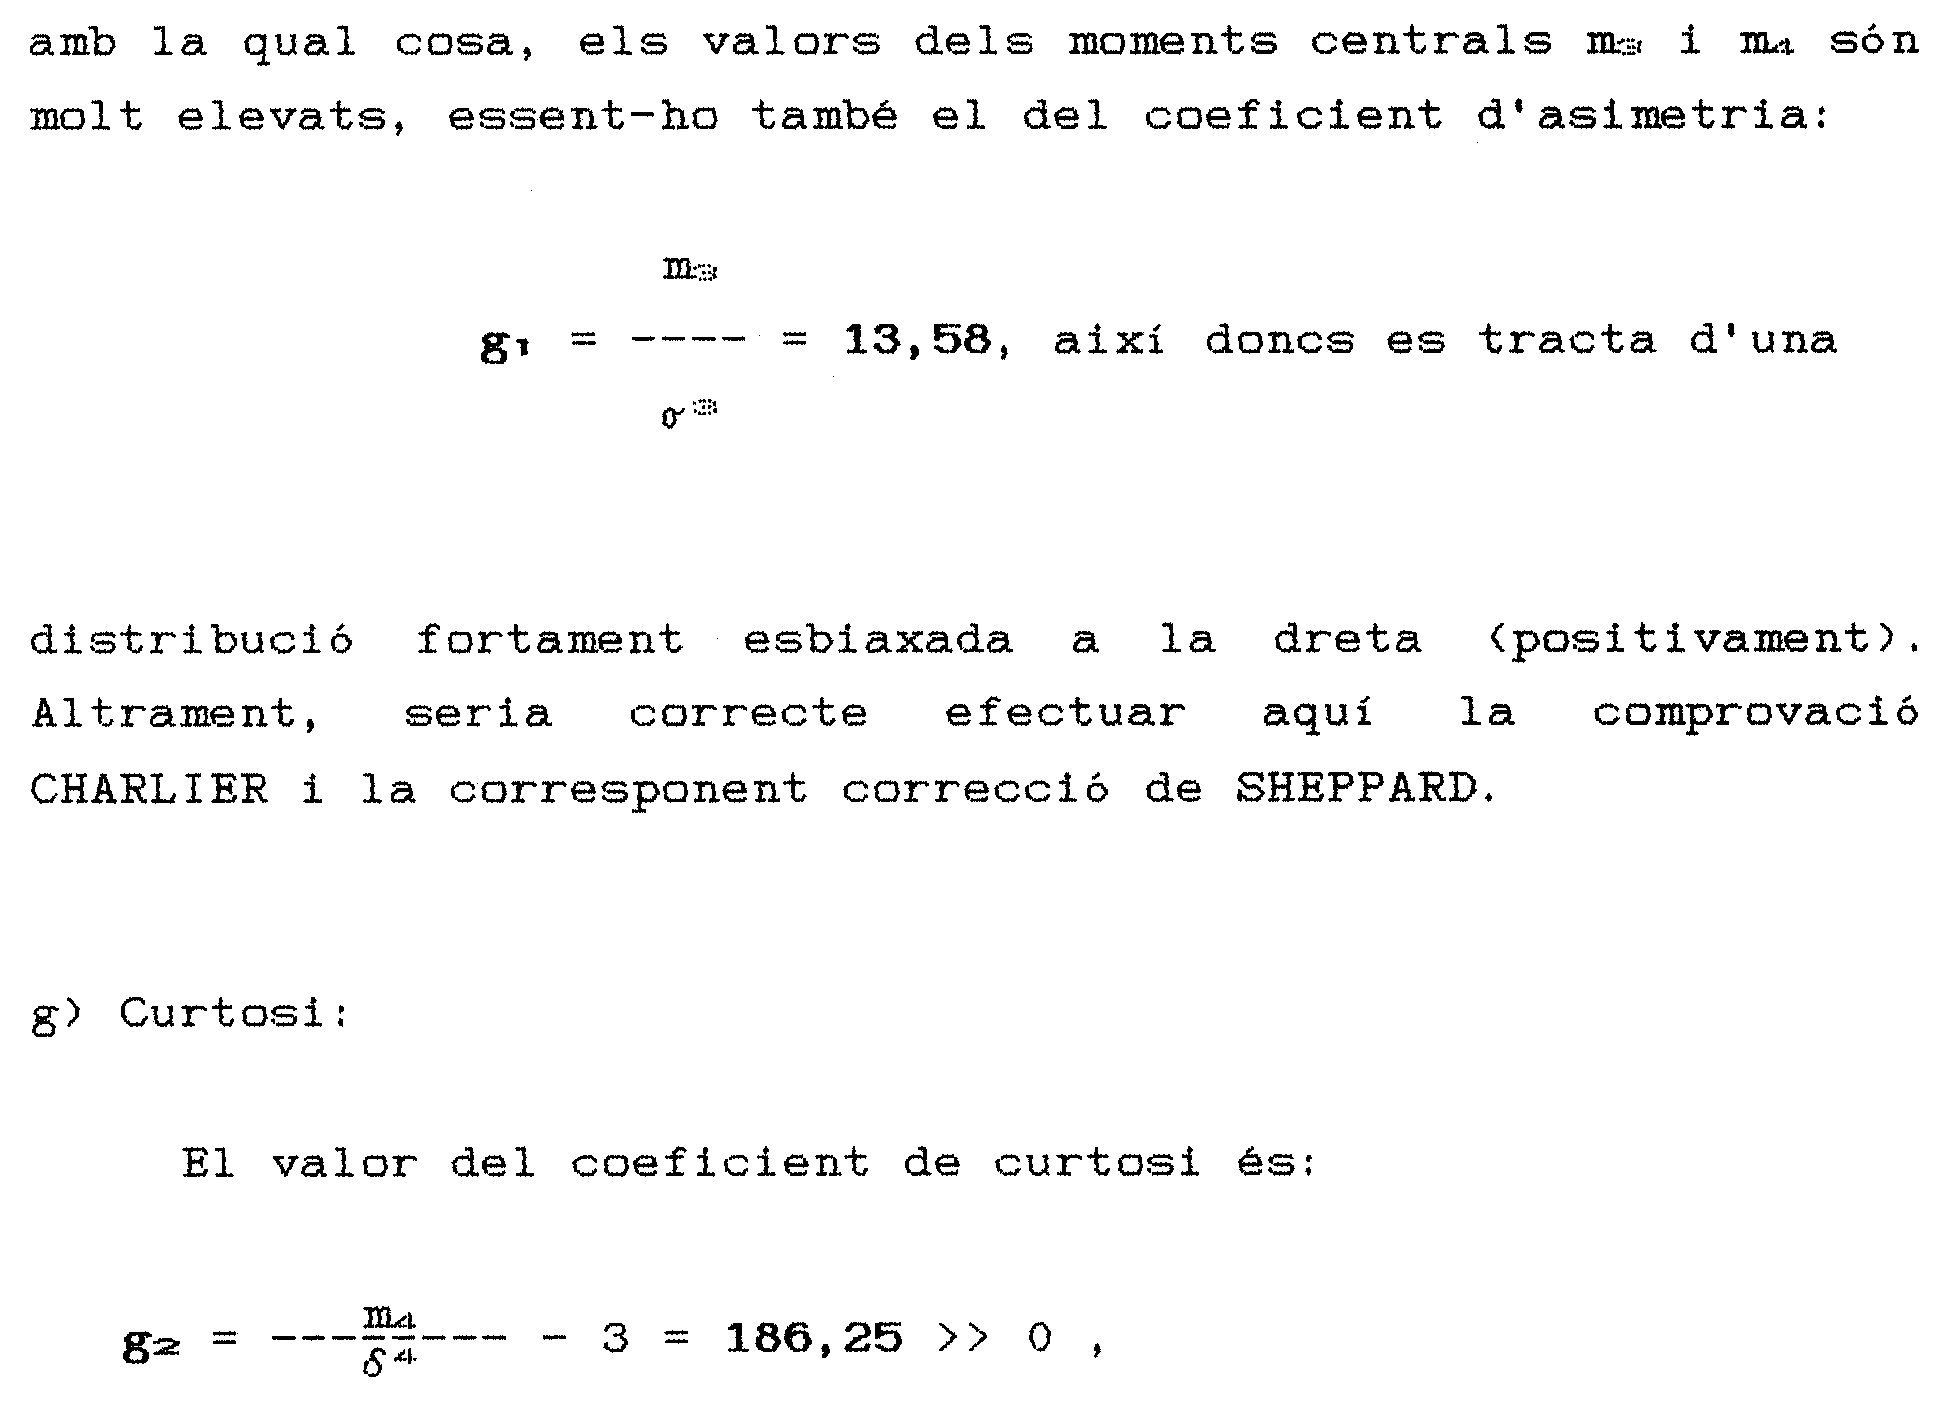 amb la qual cosa, els valors dels moments centrals m₃ i m₄ són
molt elevats, essent-ho també el del coeficient d'asimetria:
m₃
g₁ = ---- = 13,58, així doncs es tracta d'una
σ³
distribució fortament esbiaxada a la dreta (positivament).
Altrament, seria correcte efectuar aquí la comprovació
CHARLIER i la corresponent correcció de SHEPPARD.
g) Curtosi:
El valor del coeficient de curtosi és:
m₄
g₂ = --------- - 3 = 186,25 >> 0 ,
δ⁴